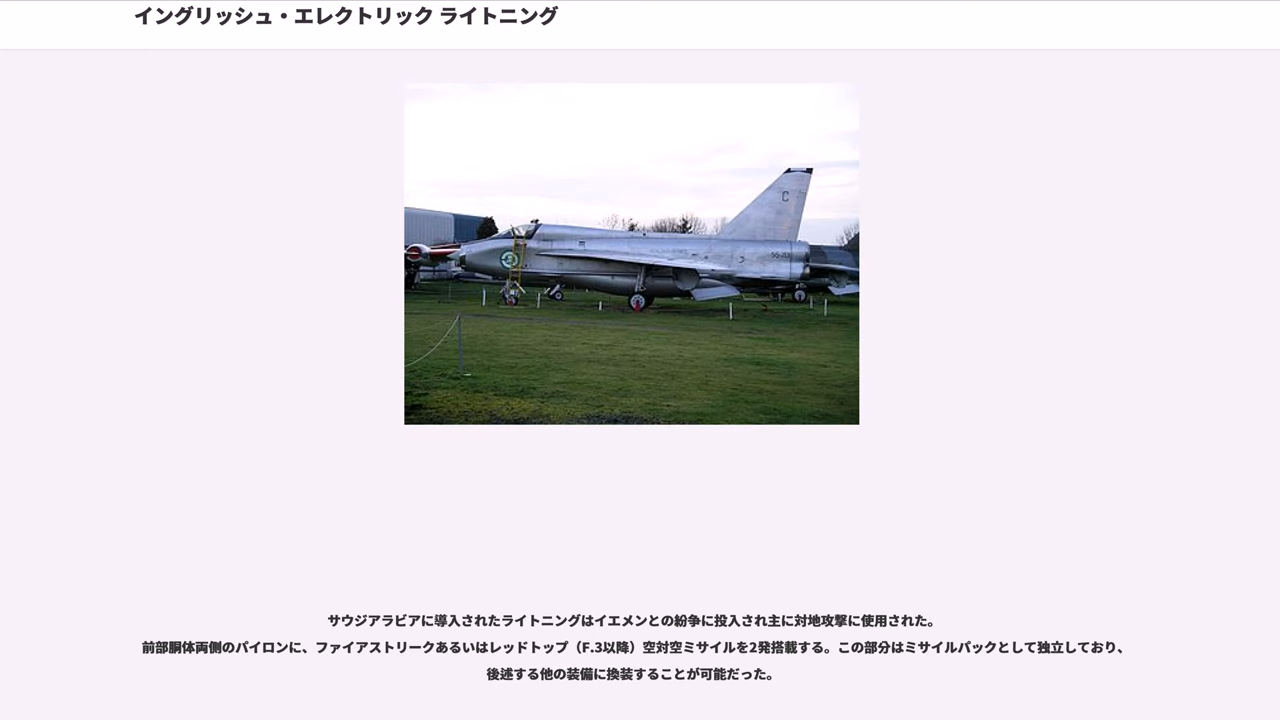 イングリッシュ・エレクトリック ライトニング
C
サウジアラビアに導入されたライトニングはイエメンとの紛争に投入され主に対地攻撃に使用された。
前部胴体両側のパイロンに、ファイアストリークあるいはレッドトップ（F.3以降）空対空ミサイルを2発搭載する。この部分はミサイルパックとして独立しており、
後述する他の装備に換装することが可能だった。